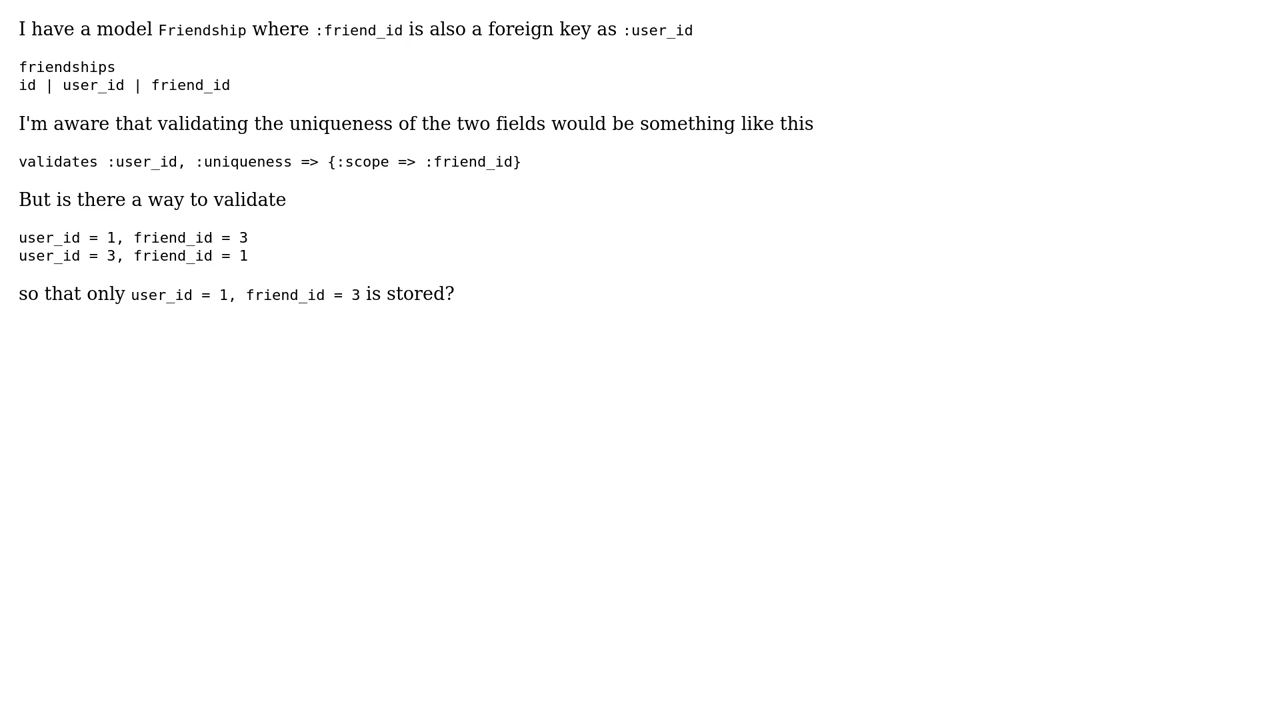 I have a model Friendship where :friend_id is also a foreign key as :user_id
friendships
id | user_id | friend_id
I'm aware that validating the uniqueness of the two fields would be something like this
validates :user_id, :uniqueness => {:scope => :friend_id}
But is there a way to validate
user_id = 1, friend_id = 3
user_id = 3, friend_id = 1
so that only user_id = 1, friend_id = 3 is stored?